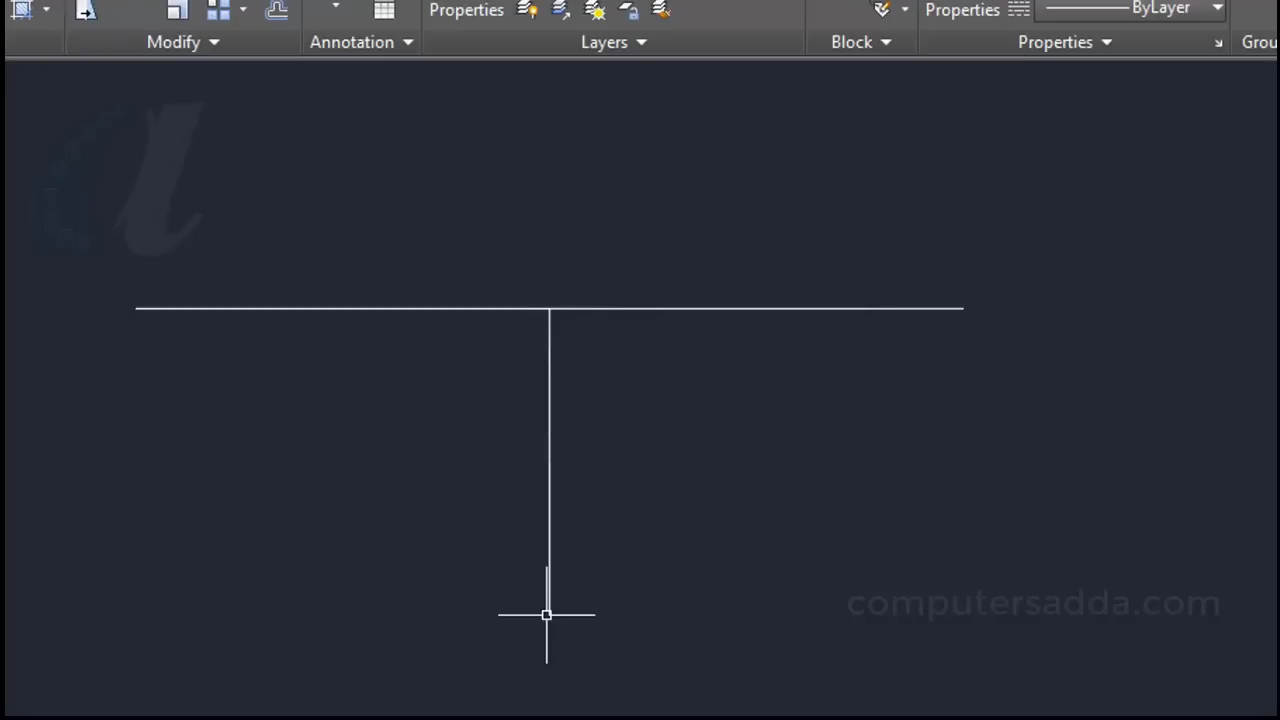 Properties
Properties
ByLayer
Modify
Annotation
Layers
Block
Properties
Grou
l
computersadda.com